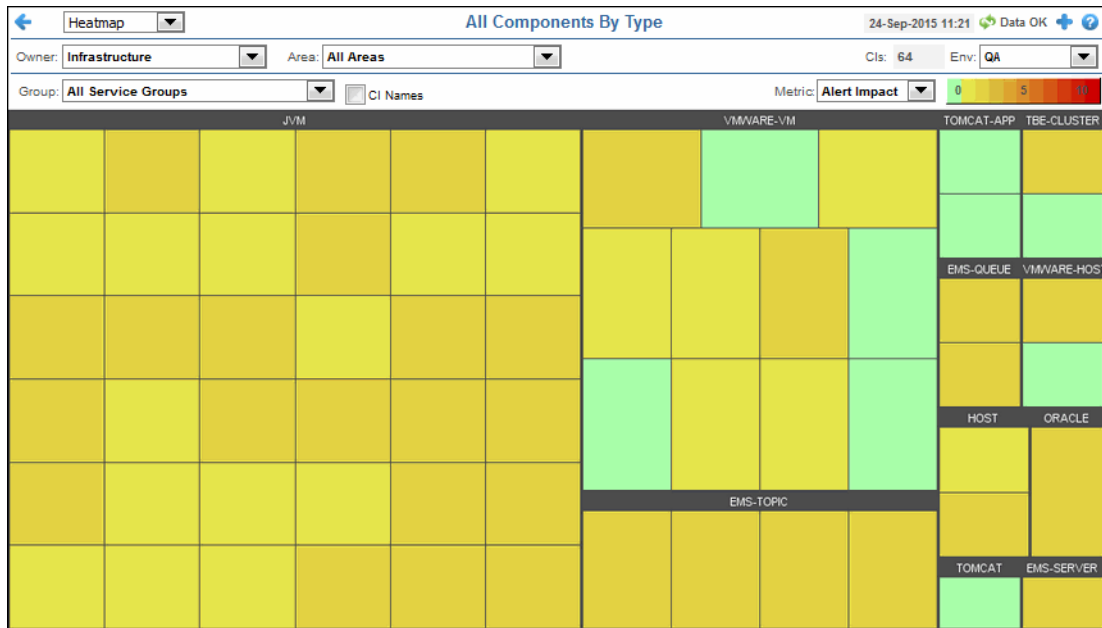 Heatmap All Components By Type 24-Sep-2015 11:21 Data OK
Owner: Infrastructure Area: All Areas CIs: 64 Env: QA
Group: All Service Groups CI Names Metric: Alert Impact 0 5 10
JVM VMWARE-VM TOMCAT-APP TBE-CLUSTER
EMS-QUEUE VMWARE-HOS
HOST ORACLE
EMS-TOPIC
TOMCAT EMS-SERVER